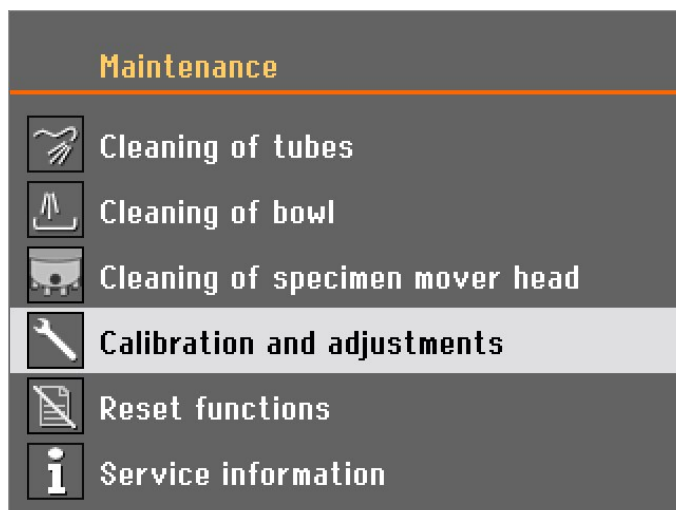 Maintenance
Cleaning of tubes
Cleaning of bowl
Cleaning of specimen mover head
Calibration and adjustments
Reset functions
Service information